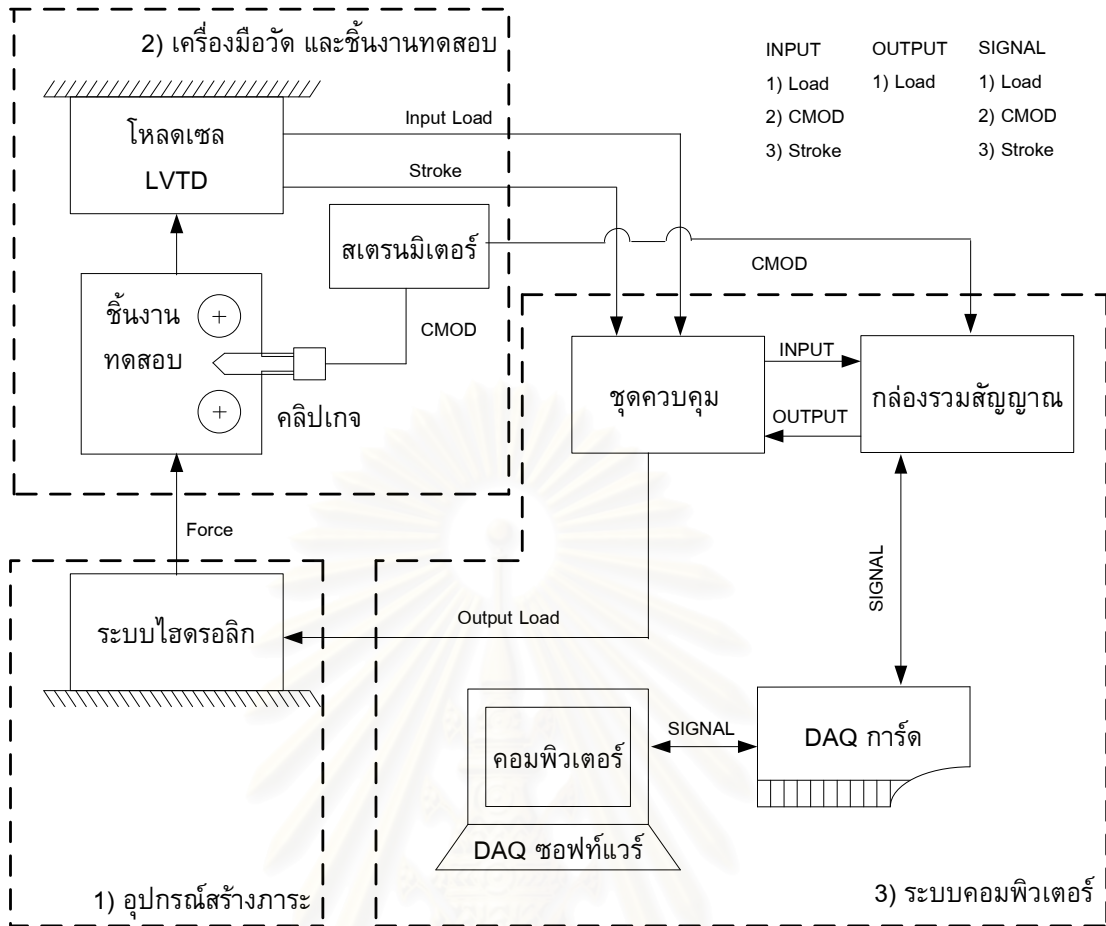 2) เครื่องมือวัด และชิ้นงานทดสอบ
INPUT OUTPUT SIGNAL
1) Load 1) Load 1) Load
2) CMOD 2) CMOD
3) Stroke 3) Stroke
โหลดเซล
LVTD
Input Load
Stroke
สเตรนมิเตอร์
CMOD
ชิ้นงาน
ทดสอบ
CMOD
คลิปเกจ
ชุดควบคุม
INPUT
OUTPUT
กล่องรวมสัญญาณ
Force
SIGNAL
ระบบไฮดรอลิก
Output Load
คอมพิวเตอร์
SIGNAL
DAQ การ์ด
DAQ ซอฟท์แวร์
1) อุปกรณ์สร้างภาระ
3) ระบบคอมพิวเตอร์